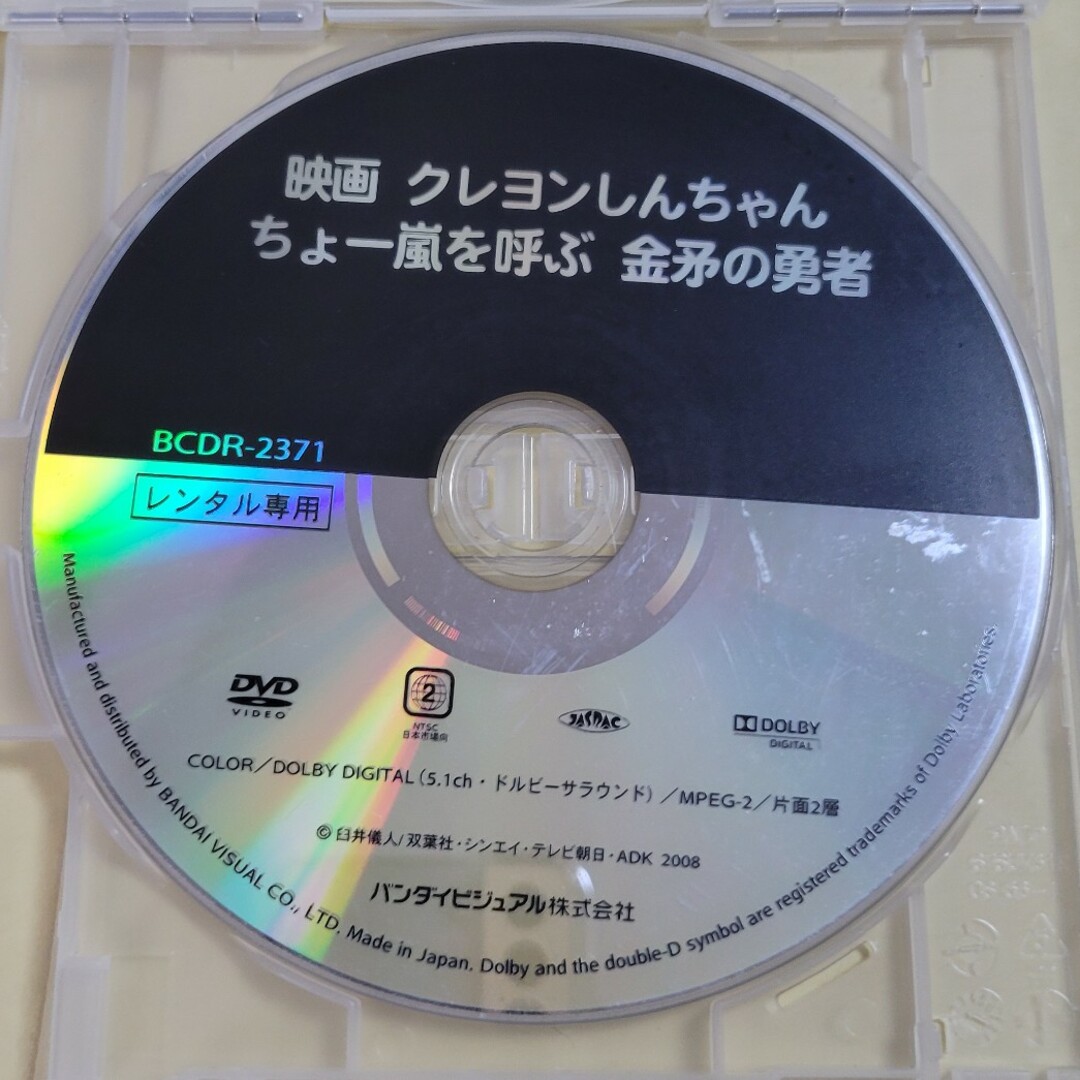 映画 クレヨンしんちゃん
ちょー嵐を呼ぶ 金矛の勇者
BCDR-2371
レンタル専用
DVD
VIDEO
2
NTSC
日本市場向
JASRAC
DOLBY
DIGITAL
COLOR／DOLBY DIGITAL（5.1ch・ドルビーサラウンド）／MPEG-2／片面2層
© 臼井儀人/双葉社・シンエイ・テレビ朝日・ADK 2008
バンダイビジュアル株式会社
Manufactured and distributed by BANDAI VISUAL CO., LTD. Made in Japan. Dolby and the double-D symbol are registered trademarks of Dolby Laboratories